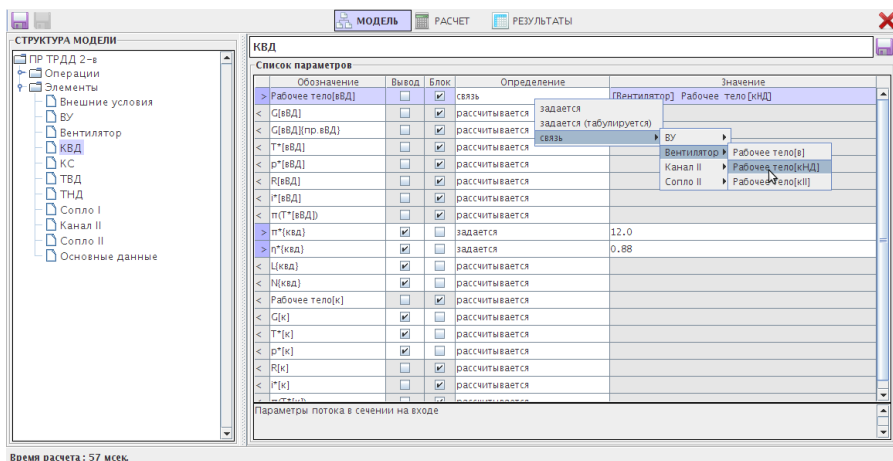 МОДЕЛЬ РАСЧЕТ РЕЗУЛЬТАТЫ
СТРУКТУРА МОДЕЛИ
ПР ТРДД 2-в
Операции
Элементы
Внешние условия
ВУ
Вентилятор
КВД
КС
ТВД
ТНД
Сопло I
Канал II
Сопло II
Основные данные
КВД
Список параметров
Обозначение Вывод Блок Определение Значение
> Рабочее тело[вВД] связь [Вентилятор] Рабочее тело[кНД]
< G[вВД] рассчитывается
< G[вВД](пр.вВД) рассчитывается
< T*[вВД] рассчитывается
< p*[вВД] рассчитывается
< R[вВД] рассчитывается
< i*[вВД] рассчитывается
< π(T*[вВД]) рассчитывается
> π*{квд} задается 12.0
> η*{квд} задается 0.88
< L{квд} рассчитывается
< N{квд} рассчитывается
< Рабочее тело[к] рассчитывается
< G[к] рассчитывается
< T*[к] рассчитывается
< p*[к] рассчитывается
< R[к] рассчитывается
< i*[к] рассчитывается
задается
задается (табулируется)
связь
ВУ
Вентилятор
Канал II
Сопло II
Рабочее тело[в]
Рабочее тело[кНД]
Рабочее тело[кII]
Параметры потока в сечении на входе
Время расчета : 57 мсек.